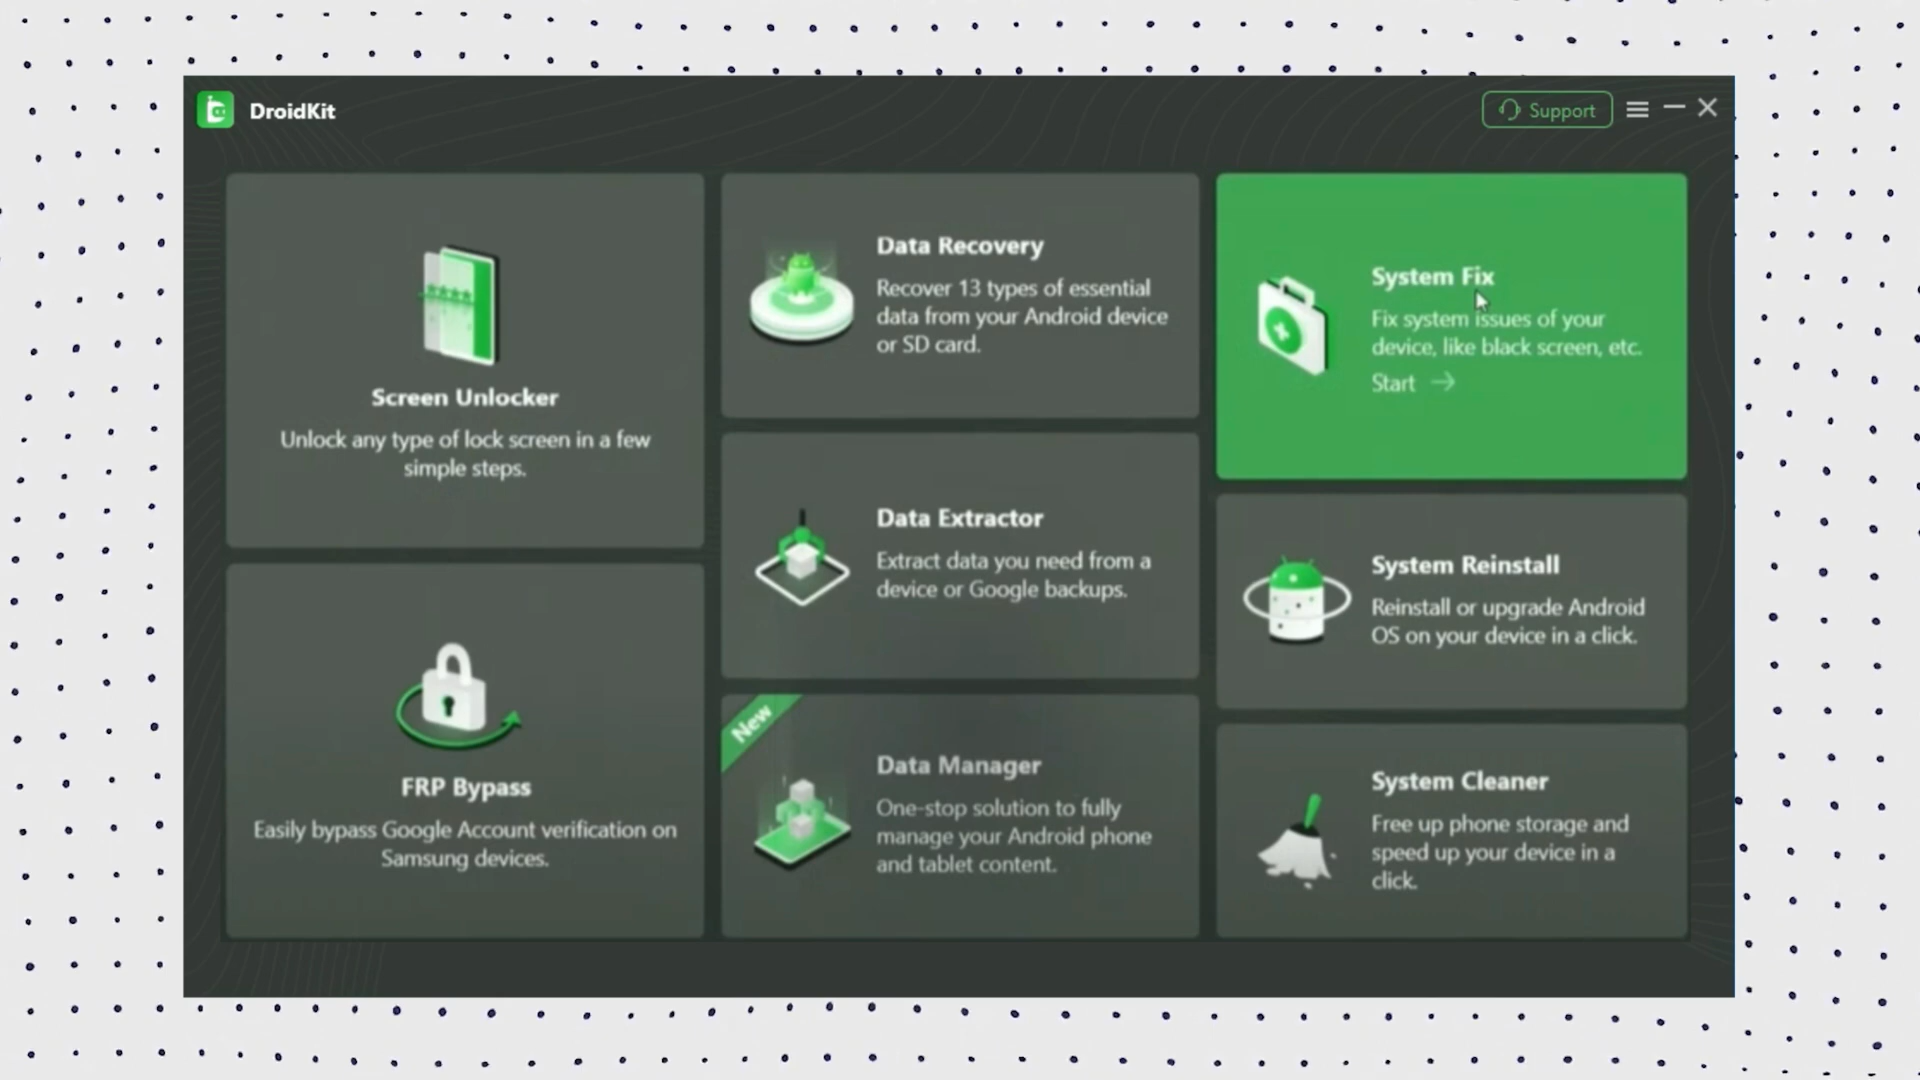 DroidKit
Support
Screen Unlocker
Unlock any type of lock screen in a few
simple steps.
FRP Bypass
Easily bypass Google Account verification on
Samsung devices.
Data Recovery
Recover 13 types of essential
data from your Android device
or SD card.
Data Extractor
Extract data you need from a
device or Google backups.
New
Data Manager
One-stop solution to fully
manage your Android phone
and tablet content.
System Fix
Fix system issues of your
device, like black screen, etc.
Start →
System Reinstall
Reinstall or upgrade Android
OS on your device in a click.
System Cleaner
Free up phone storage and
speed up your device in a
click.